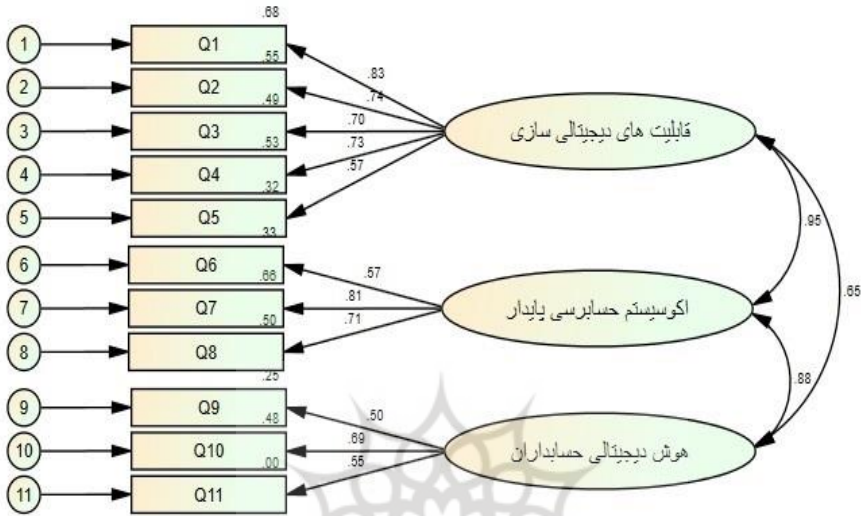 .68
1 Q1
.55
2 Q2
.49
3 Q3
.53
4 Q4
.32
5 Q5
.33
6 Q6
.66
7 Q7
.50
8 Q8
.25
9 Q9
.48
10 Q10
.00
11 Q11
.83
.74
.70
.73
.57
قابلیت های دیجیتالی سازی
.57
.81
.71
اکوسیستم حسابرسی پایدار
.50
.69
.55
هوش دیجیتالی حسابداران
.95
.65
.88